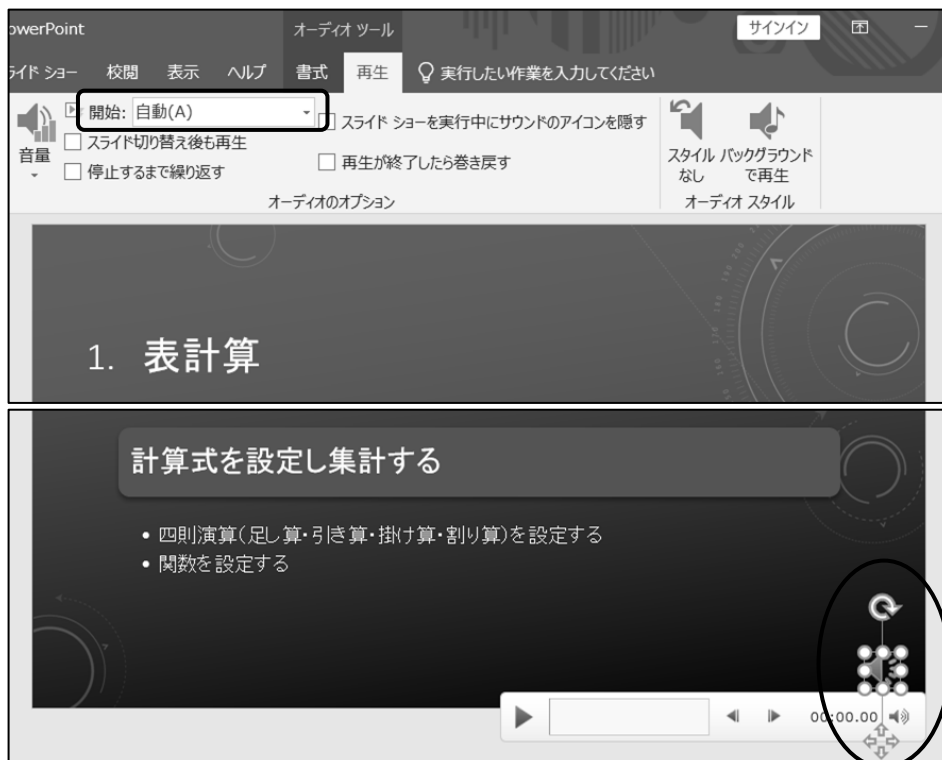 owerPoint オーディオ ツール サインイン
ライド ショー 校閲 表示 ヘルプ 書式 再生 実行したい作業を入力してください
開始: 自動(A) スライド ショーを実行中にサウンドのアイコンを隠す
スライド切り替え後も再生
音量 停止するまで繰り返す 再生が終了したら巻き戻す
スタイルなし バックグラウンドで再生
オーディオのオプション オーディオ スタイル
1. 表計算
計算式を設定し集計する
• 四則演算(足し算・引き算・掛け算・割り算)を設定する
• 関数を設定する
00:00.00